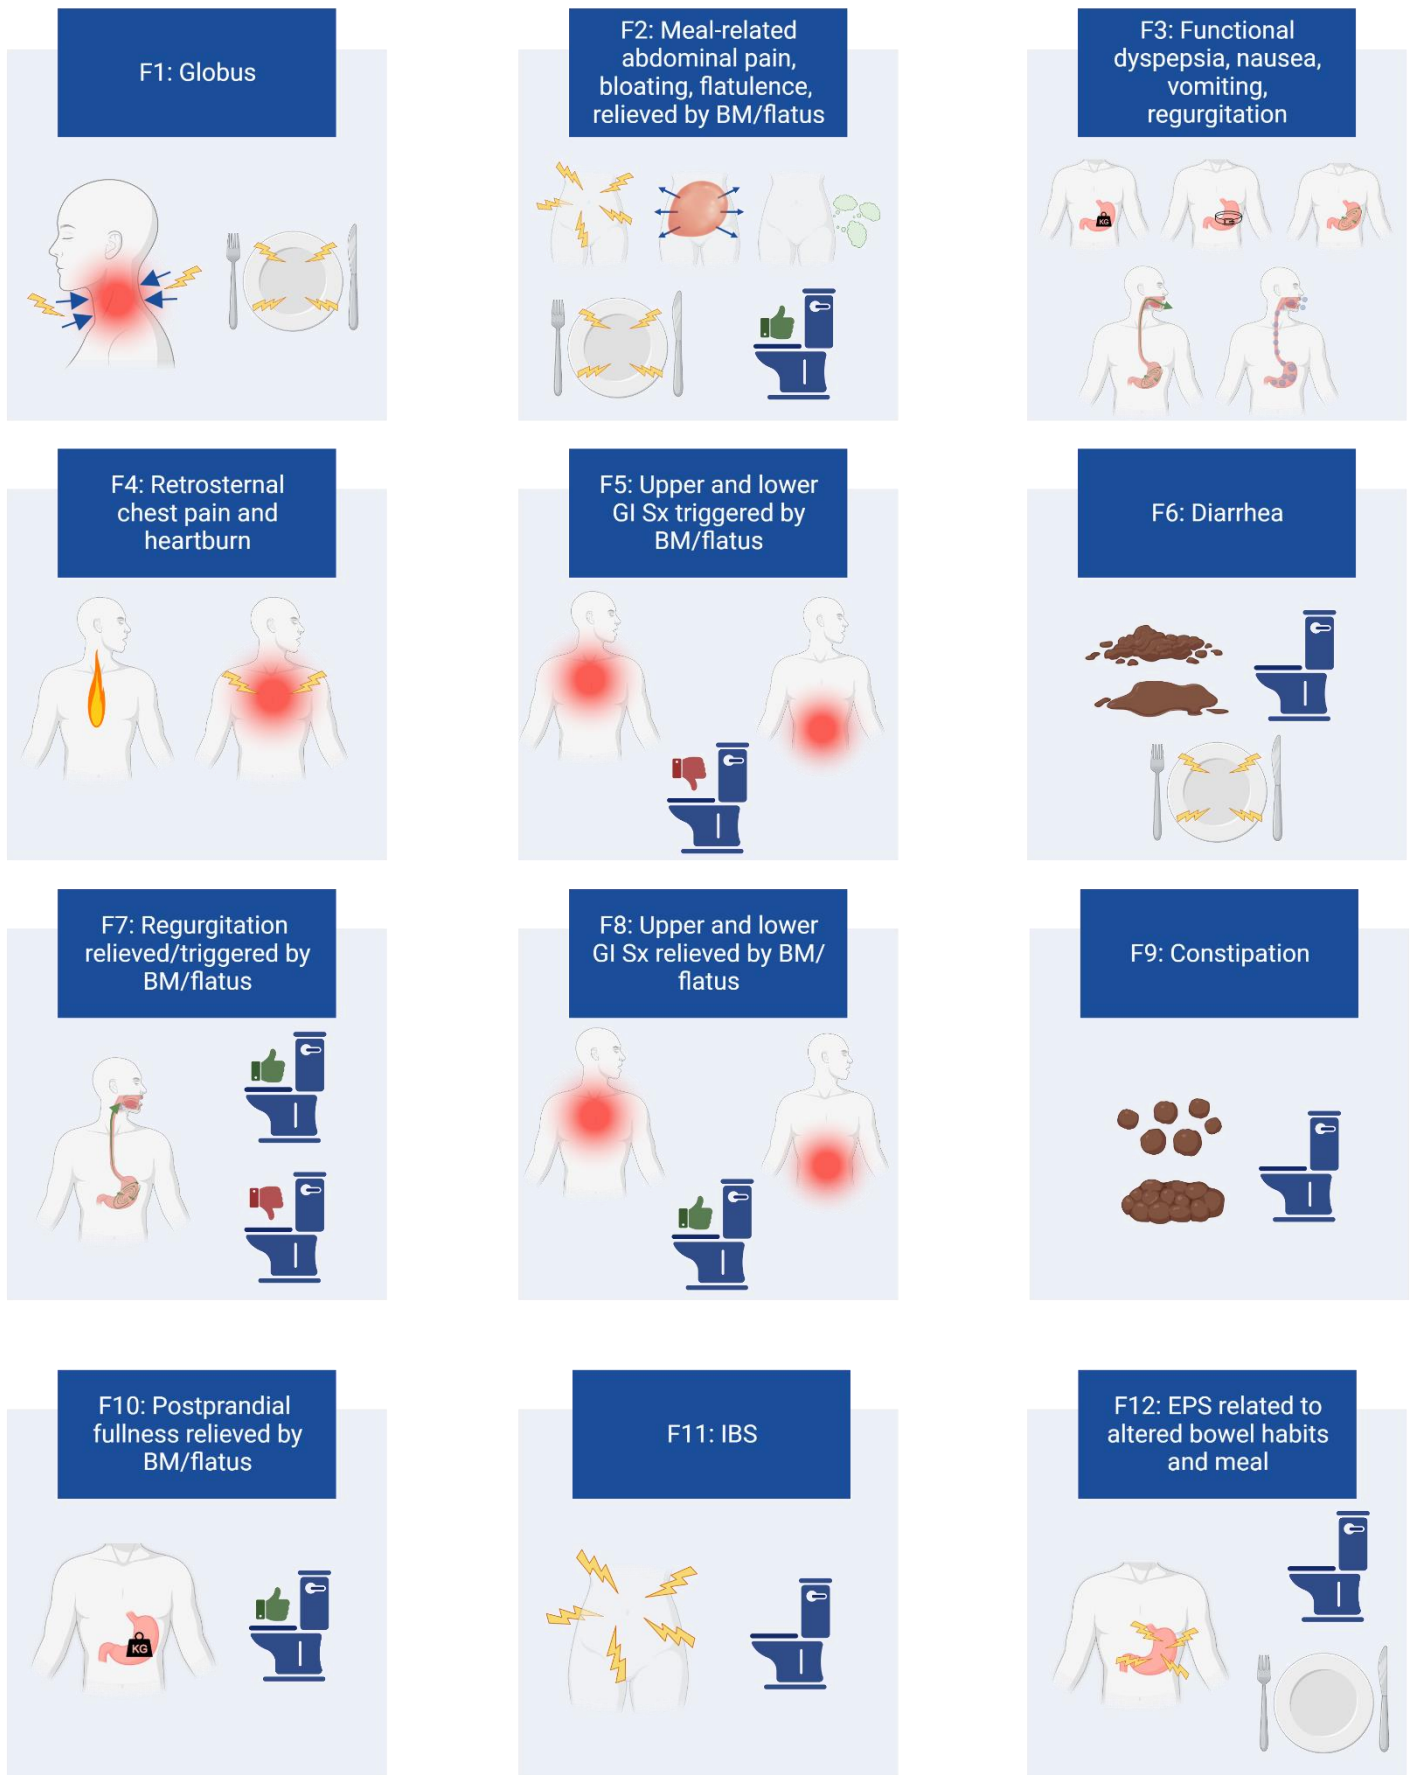 F1: Globus
F2: Meal-related
abdominal pain,
bloating, flatulence,
relieved by BM/flatus
F3: Functional
dyspepsia, nausea,
vomiting,
regurgitation
KG
F4: Retrosternal
chest pain and
heartburn
F5: Upper and lower
GI Sx triggered by
BM/flatus
F6: Diarrhea
F7: Regurgitation
relieved/triggered by
BM/flatus
F8: Upper and lower
GI Sx relieved by BM/
flatus
F9: Constipation
F10: Postprandial
fullness relieved by
BM/flatus
KG
F11: IBS
F12: EPS related to
altered bowel habits
and meal